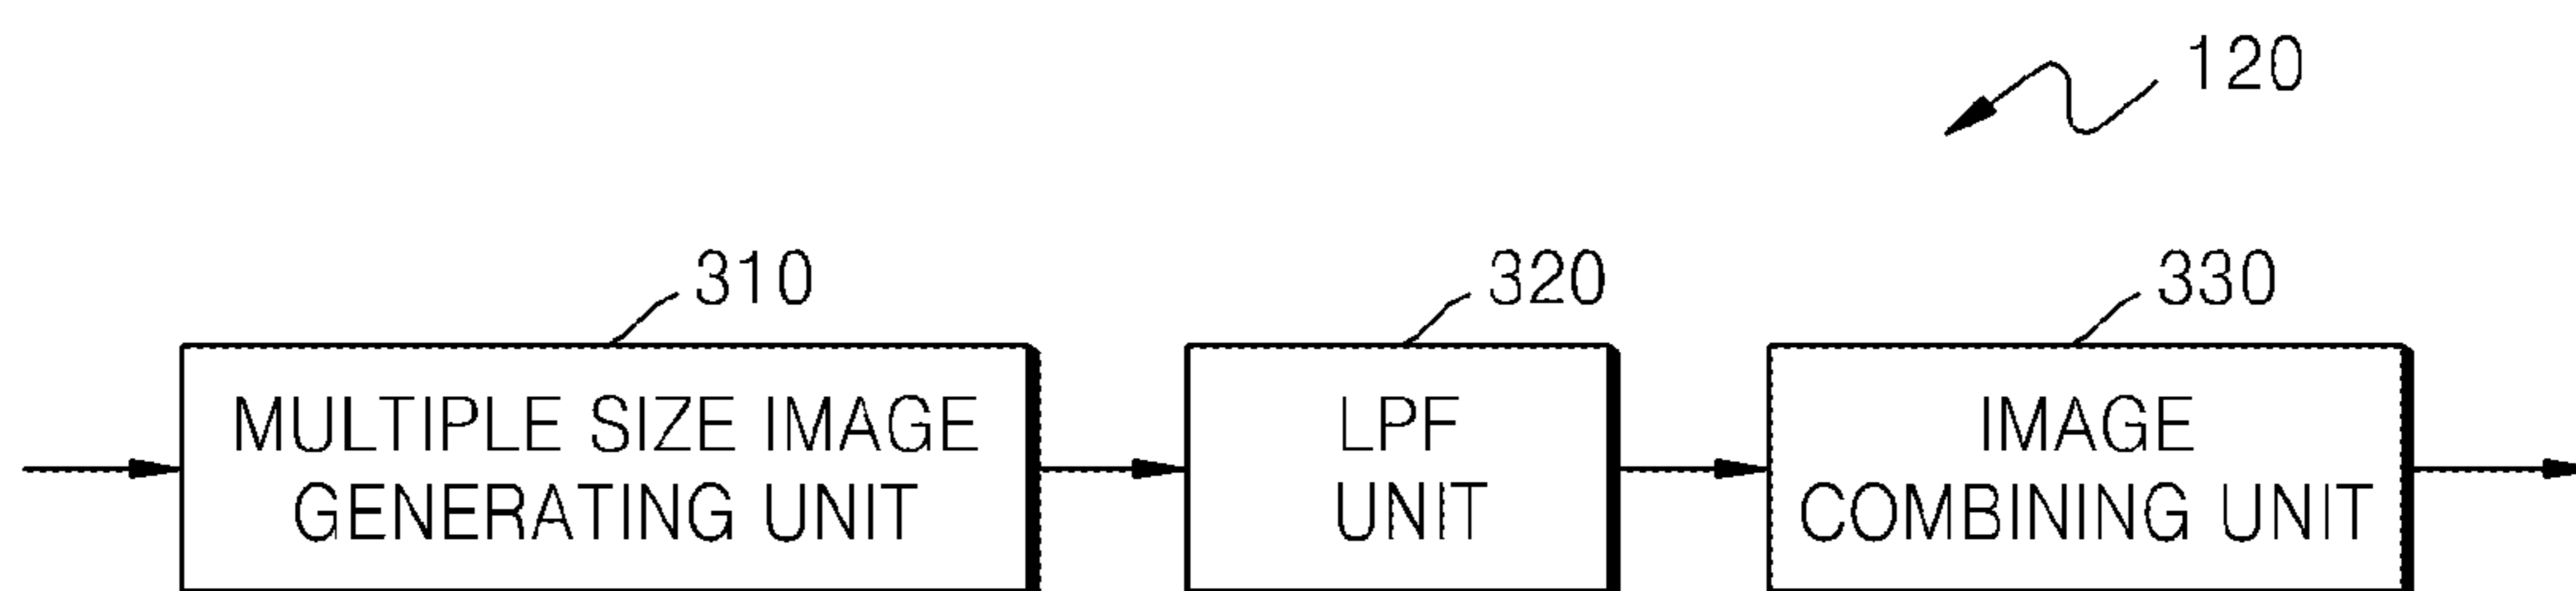 120
310
320
330
MULTIPLE SIZE IMAGE
GENERATING UNIT
LPF
UNIT
IMAGE
COMBINING UNIT